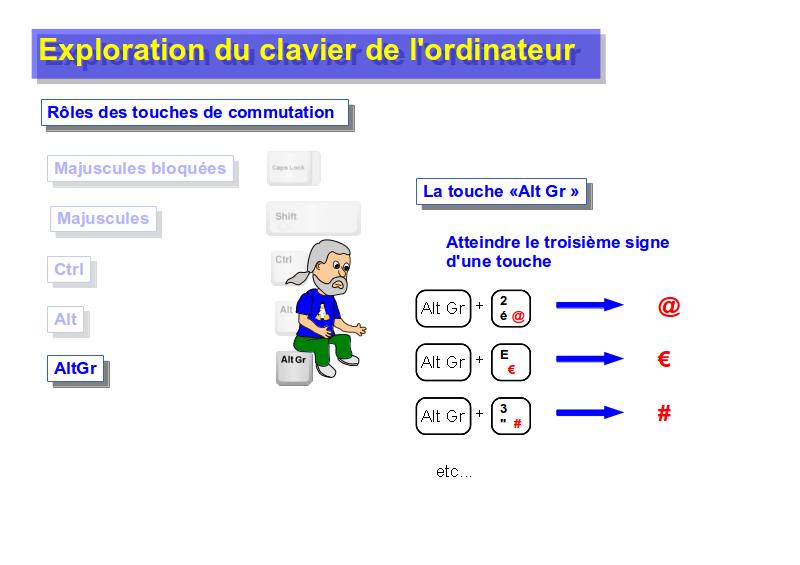 Exploration du clavier de l'ordinateur
Rôles des touches de commutation
Majuscules bloquées
Caps Lock
Majuscules
Shift
Ctrl
Ctrl
Alt
Alt
AltGr
Alt Gr
La touche «Alt Gr »
Atteindre le troisième signe
d'une touche
Alt Gr + 2 é @ @
Alt Gr + E € €
Alt Gr + 3 " # #
etc...